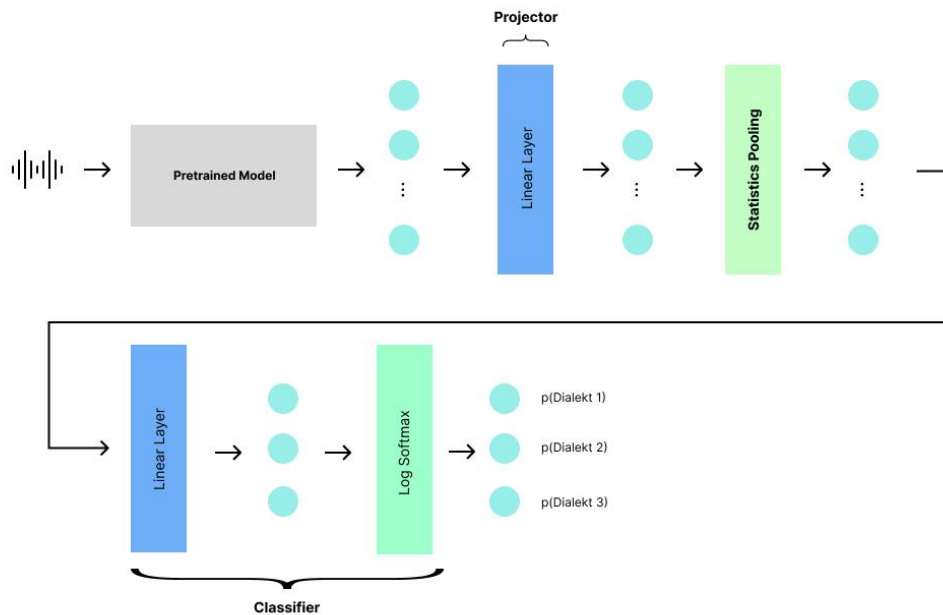 Projector
Pretrained Model
Linear Layer
Statistics Pooling
Linear Layer
Log Softmax
p(Dialekt 1)
p(Dialekt 2)
p(Dialekt 3)
Classifier